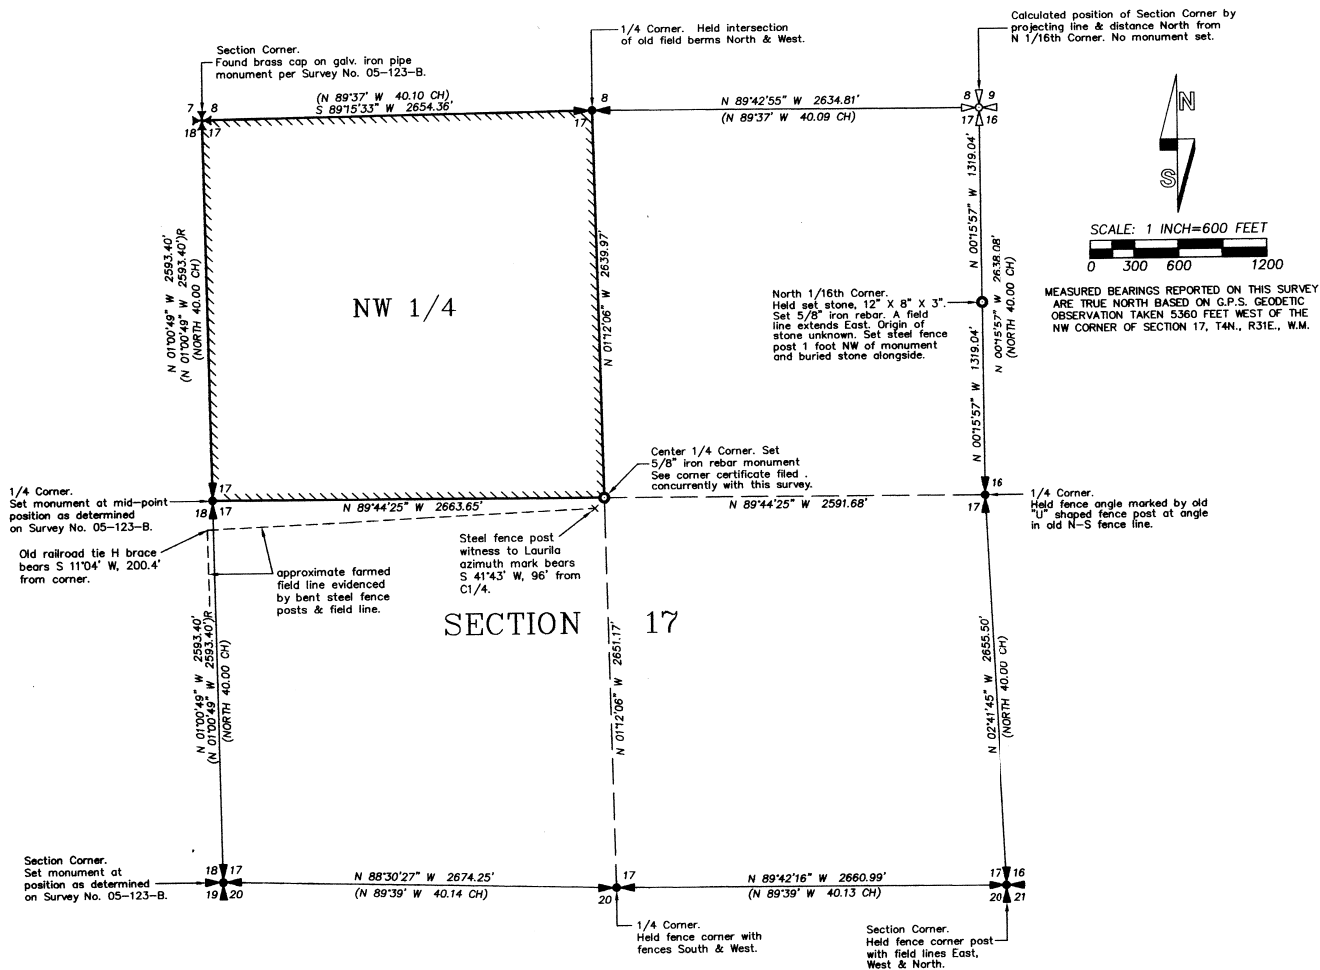 Calculated position of Section Corner by
projecting line & distance North from
N 1/16th Corner. No monument set.
1/4 Corner. Held intersection
of old field berms North & West.
Section Corner.
Found brass cap on galv. iron pipe
monument per Survey No. 05-123-B.
(N 89°37' W 40.10 CH)
S 89°15'33" W 2654.36'
N 89°42'55" W 2634.81'
(N 89°37' W 40.09 CH)
7 8
18 17
8
17
8 9
17 16
N
S
SCALE: 1 INCH=600 FEET
0 300 600 1200
MEASURED BEARINGS REPORTED ON THIS SURVEY
ARE TRUE NORTH BASED ON G.P.S. GEODETIC
OBSERVATION TAKEN 5360 FEET WEST OF THE
NW CORNER OF SECTION 17, T4N., R31E., W.M.
N 01°00'49" W 2593.40'
(N 01°00'49" W 2593.40')R
(NORTH 40.00 CH)
NW 1/4
N 01°12'06" W 2639.97'
N 00°15'57" W 1319.04'
N 00°15'57" W 2638.08'
(NORTH 40.00 CH)
North 1/16th Corner.
Held set stone, 12" X 8" X 3".
Set 5/8" iron rebar. A field
line extends East. Origin of
stone unknown. Set steel fence
post 1 foot NW of monument
and buried stone alongside.
N 00°15'57" W 1319.04'
Center 1/4 Corner. Set
5/8" iron rebar monument
See corner certificate filed .
concurrently with this survey.
1/4 Corner.
Set monument at mid-point
position as determined
on Survey No. 05-123-B.
17
18 17
N 89°44'25" W 2663.65'
N 89°44'25" W 2591.68'
16
17
1/4 Corner.
Held fence angle marked by old
"U" shaped fence post at angle
in old N-S fence line.
Old railroad tie H brace
bears S 11°04' W, 200.4'
from corner.
approximate farmed
field line evidenced
by bent steel fence
posts & field line.
Steel fence post
witness to Laurila
azimuth mark bears
S 41°43' W, 96' from
C1/4.
SECTION 17
N 01°00'49" W 2593.40'
(N 01°00'49" W 2593.40')R
(NORTH 40.00 CH)
N 01°12'06" W 2651.17'
N 02°41'45" W 2655.50'
(NORTH 40.00 CH)
Section Corner.
Set monument at
position as determined
on Survey No. 05-123-B.
18 17
19 20
N 88°30'27" W 2674.25'
(N 89°39' W 40.14 CH)
17
20
N 89°42'16" W 2660.99'
(N 89°39' W 40.13 CH)
17 16
20 21
1/4 Corner.
Held fence corner with
fences South & West.
Section Corner.
Held fence corner post
with field lines East,
West & North.